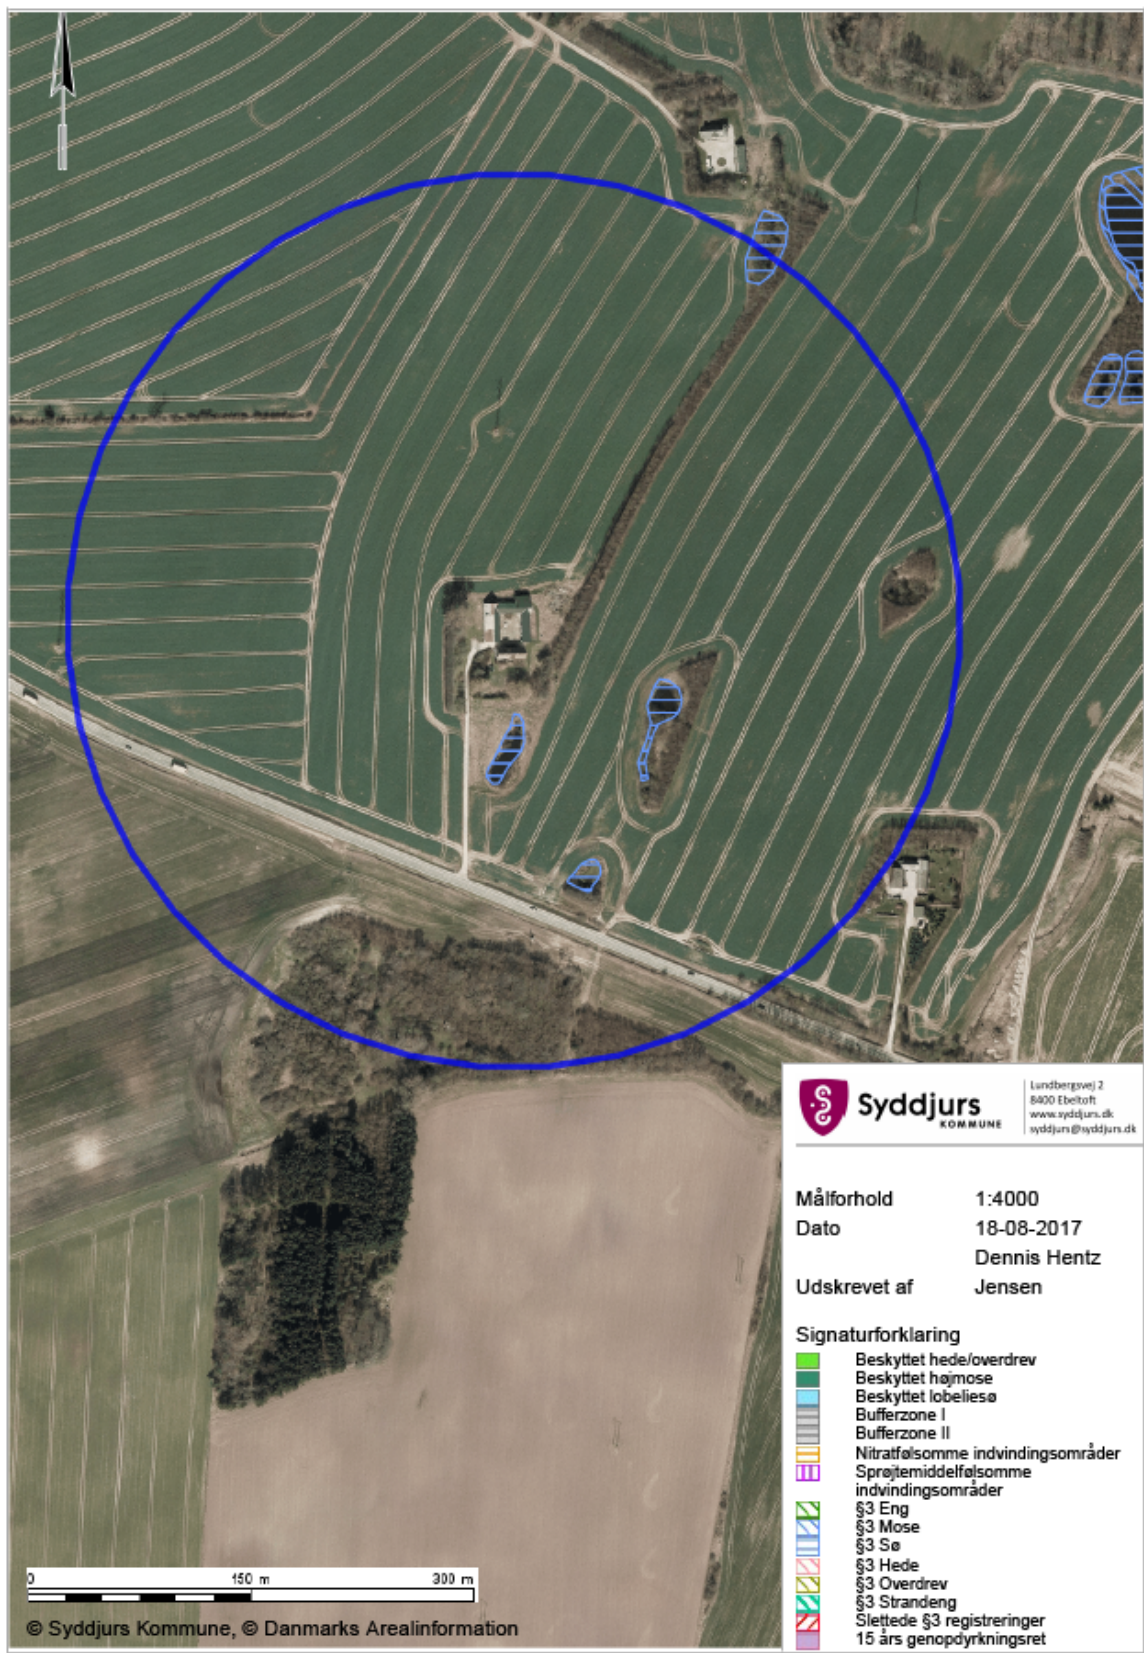 Syddjurs
KOMMUNE
Lundbergsvej 2
8400 Ebeltoft
www.syddjurs.dk
syddjurs@syddjurs.dk
Målforhold 1:4000
Dato 18-08-2017
Dennis Hentz
Udskrevet af Jensen
Signaturforklaring
Beskyttet hede/overdrev
Beskyttet højmose
Beskyttet lobeliesø
Bufferzone I
Bufferzone II
Nitratfølsomme indvindingsområder
Sprøjtemiddelfølsomme
indvindingsområder
§3 Eng
§3 Mose
§3 Sø
§3 Hede
§3 Overdrev
§3 Strandeng
Slettede §3 registreringer
15 års genopdyrkningsret
0 150 m 300 m
© Syddjurs Kommune, © Danmarks Arealinformation